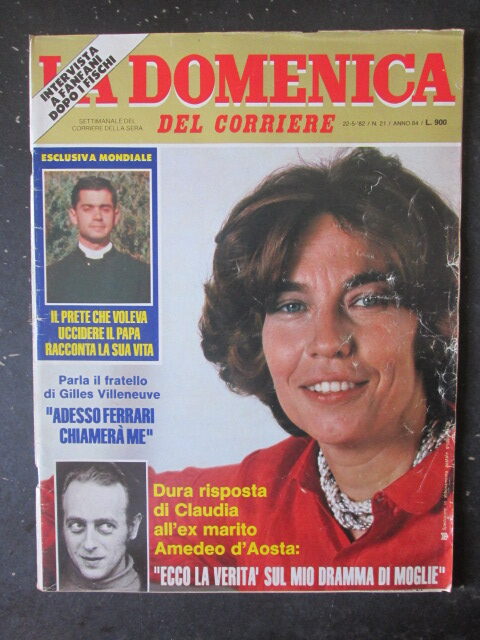 INTERVISTA
A FANFANI
DOPO I FISCHI
LA DOMENICA
SETTIMANALE DEL
CORRIERE DELLA SERA
DEL CORRIERE
22-5-'82 / N. 21 / ANNO 84 / L. 900
ESCLUSIVA MONDIALE
IL PRETE CHE VOLEVA
UCCIDERE IL PAPA
RACCONTA LA SUA VITA
Parla il fratello
di Gilles Villeneuve
"ADESSO FERRARI
CHIAMERÀ ME"
Dura risposta
di Claudia
all'ex marito
Amedeo d'Aosta:
"ECCO LA VERITA' SUL MIO DRAMMA DI MOGLIE"